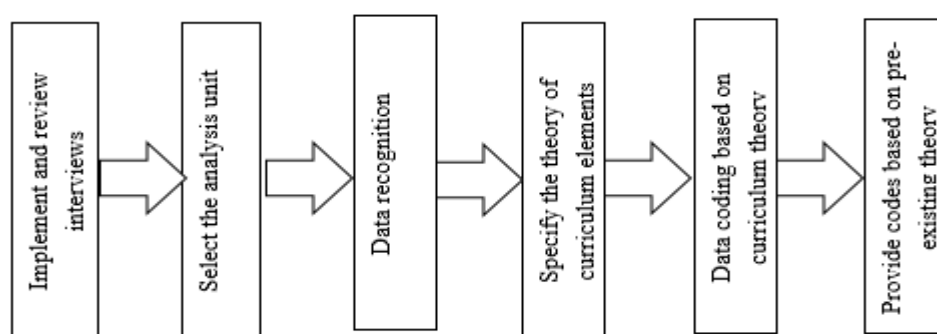 Implement and review
interviews
Select the analysis unit
Data recognition
Specify the theory of
curriculum elements
Data coding based on
curriculum theory
Provide codes based on pre-
existing theory